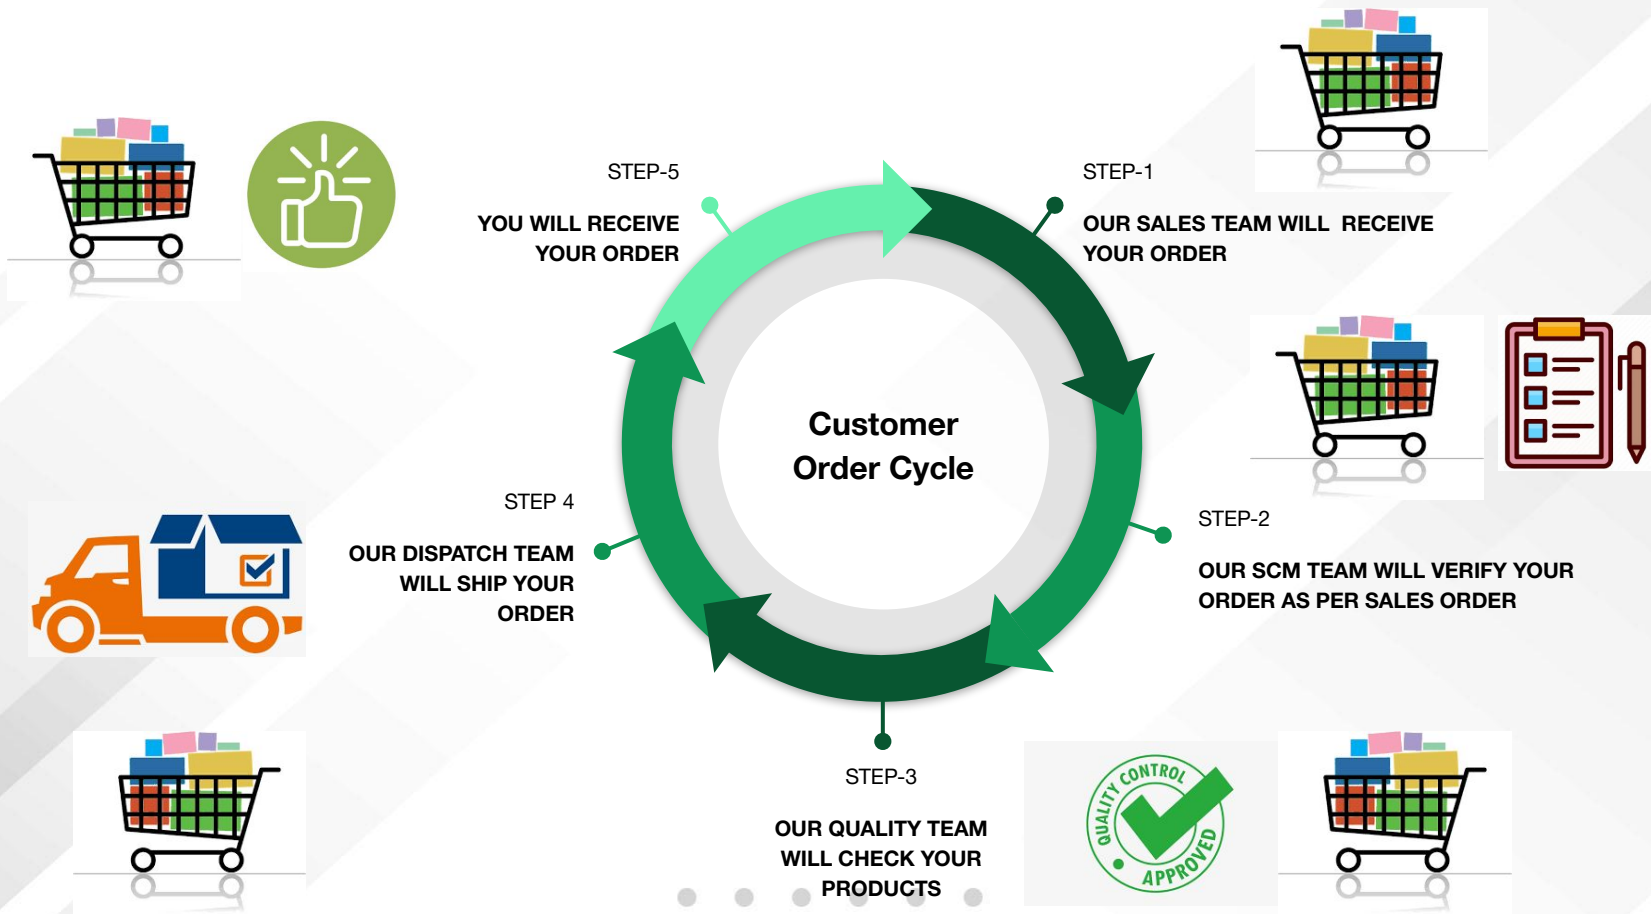 STEP-1
OUR SALES TEAM WILL RECEIVE
YOUR ORDER
STEP-2
OUR SCM TEAM WILL VERIFY YOUR
ORDER AS PER SALES ORDER
STEP-3
OUR QUALITY TEAM
WILL CHECK YOUR
PRODUCTS
QUALITY CONTROL
APPROVED
STEP 4
OUR DISPATCH TEAM
WILL SHIP YOUR
ORDER
STEP-5
YOU WILL RECEIVE
YOUR ORDER
Customer
Order Cycle